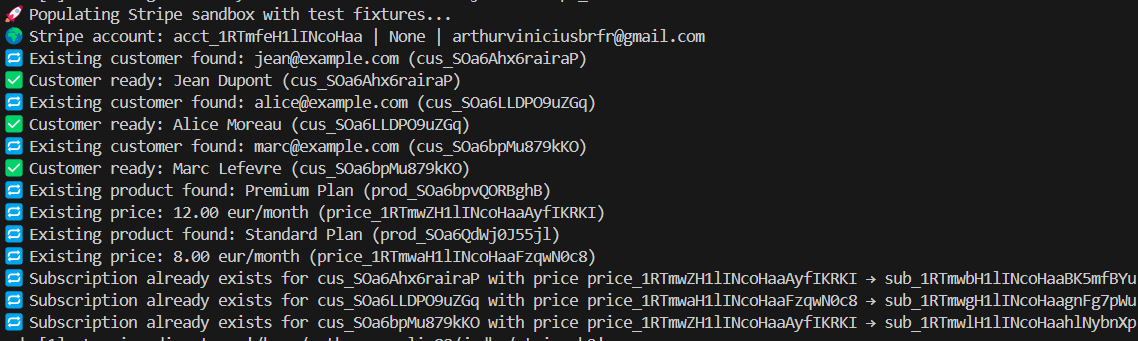 🚀 Populating Stripe sandbox with test fixtures...
🌍 Stripe account: acct_1RTmfeH1lINcoHaa | None | arthurviniciusbrfr@gmail.com
🔁 Existing customer found: jean@example.com (cus_SOa6Ahx6rairaP)
✅ Customer ready: Jean Dupont (cus_SOa6Ahx6rairaP)
🔁 Existing customer found: alice@example.com (cus_SOa6LLDPO9uZGq)
✅ Customer ready: Alice Moreau (cus_SOa6LLDPO9uZGq)
🔁 Existing customer found: marc@example.com (cus_SOa6bpMu879kKO)
✅ Customer ready: Marc Lefevre (cus_SOa6bpMu879kKO)
🔁 Existing product found: Premium Plan (prod_SOa6bpvQORBghB)
🔁 Existing price: 12.00 eur/month (price_1RTmwZH1lINcoHaaAyfIKRKI)
🔁 Existing product found: Standard Plan (prod_SOa6QdWj0J55jl)
🔁 Existing price: 8.00 eur/month (price_1RTmwaH1lINcoHaaFzqwN0c8)
🔁 Subscription already exists for cus_SOa6Ahx6rairaP with price price_1RTmwZH1lINcoHaaAyfIKRKI → sub_1RTmwbH1lINcoHaaBK5mfBYu
🔁 Subscription already exists for cus_SOa6LLDPO9uZGq with price price_1RTmwaH1lINcoHaaFzqwN0c8 → sub_1RTmwgH1lINcoHaagnFg7pWu
🔁 Subscription already exists for cus_SOa6bpMu879kKO with price price_1RTmwZH1lINcoHaaAyfIKRKI → sub_1RTmwlH1lINcoHaahlNybnXp